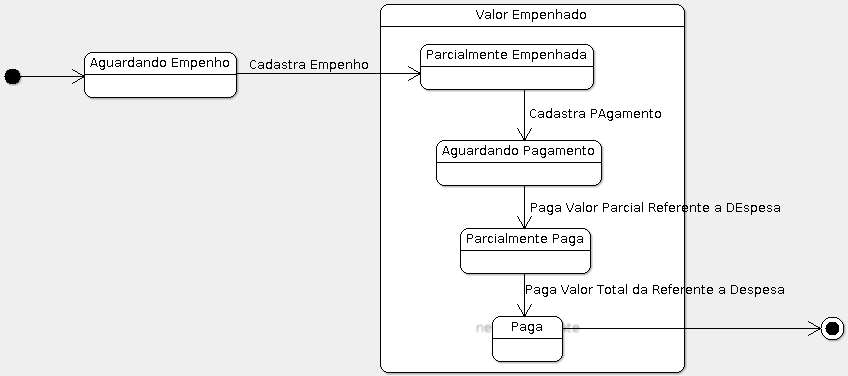 Valor Empenhado
Aguardando Empenho
Cadastra Empenho
Parcialmente Empenhada
Cadastra PAgamento
Aguardando Pagamento
Paga Valor Parcial Referente a DEspesa
Parcialmente Paga
Paga Valor Total da Referente a Despesa
Paga